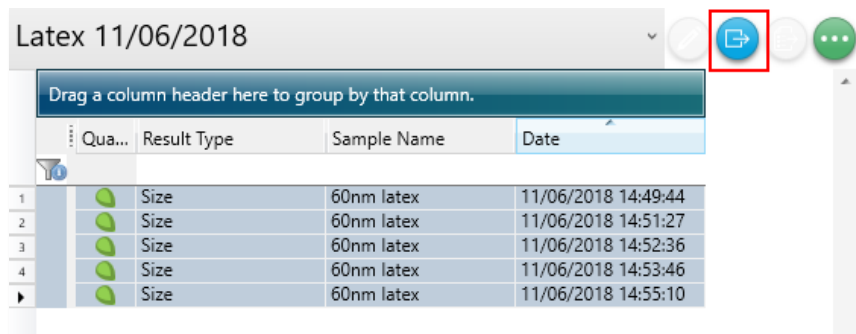 Latex 11/06/2018
Drag a column header here to group by that column.
Qua... Result Type Sample Name Date
1 Size 60nm latex 11/06/2018 14:49:44
2 Size 60nm latex 11/06/2018 14:51:27
3 Size 60nm latex 11/06/2018 14:52:36
4 Size 60nm latex 11/06/2018 14:53:46
Size 60nm latex 11/06/2018 14:55:10